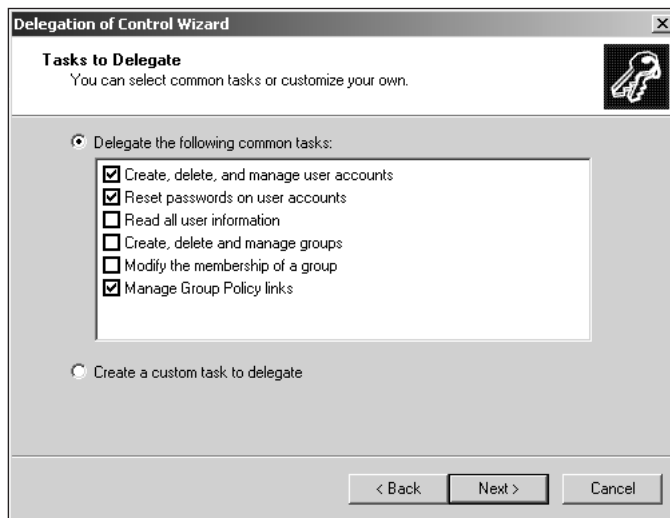 Delegation of Control Wizard
Tasks to Delegate
You can select common tasks or customize your own.
Delegate the following common tasks:
Create, delete, and manage user accounts
Reset passwords on user accounts
Read all user information
Create, delete and manage groups
Modify the membership of a group
Manage Group Policy links
Create a custom task to delegate
< Back
Next >
Cancel